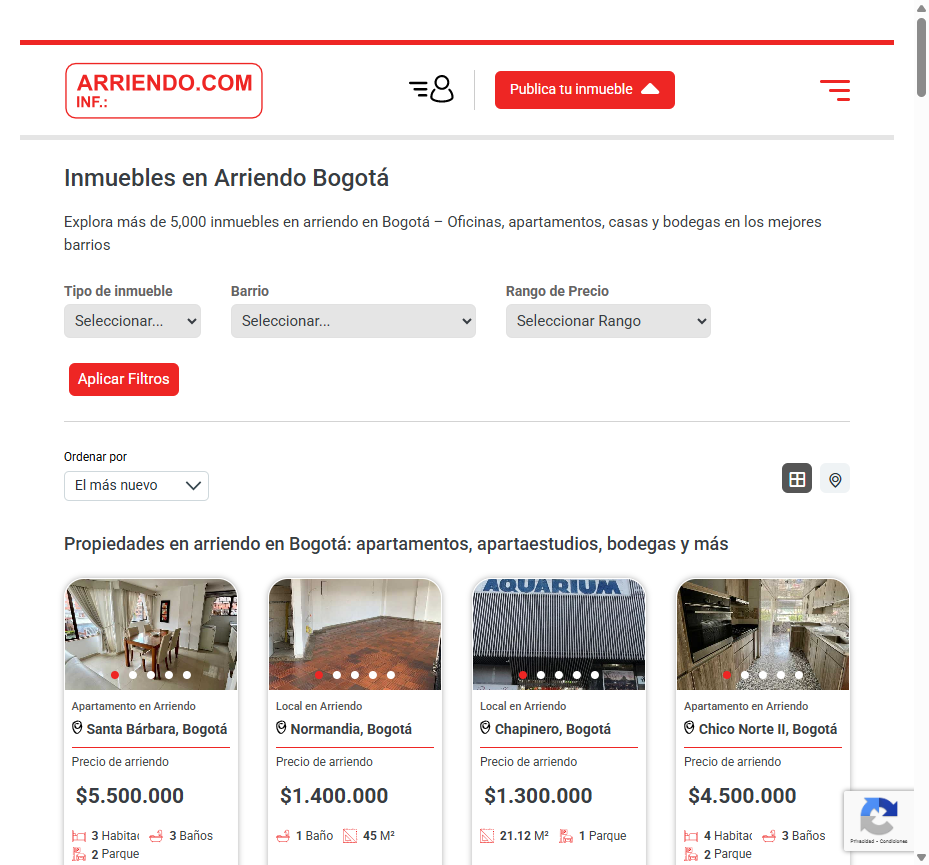 ARRIENDO.COM
INF.:
Publica tu inmueble
Inmuebles en Arriendo Bogotá
Explora más de 5,000 inmuebles en arriendo en Bogotá – Oficinas, apartamentos, casas y bodegas en los mejores
barrios
Tipo de inmueble Barrio Rango de Precio
Seleccionar... Seleccionar... Seleccionar Rango
Aplicar Filtros
Ordenar por
El más nuevo
Propiedades en arriendo en Bogotá: apartamentos, apartaestudios, bodegas y más
AQUARIUM
Apartamento en Arriendo Local en Arriendo Local en Arriendo Apartamento en Arriendo
Santa Bárbara, Bogotá Normandia, Bogotá Chapinero, Bogotá Chico Norte II, Bogotá
Precio de arriendo Precio de arriendo Precio de arriendo Precio de arriendo
$5.500.000 $1.400.000 $1.300.000 $4.500.000
3 Habitac 3 Baños 1 Baño 45 M² 21.12 M² 1 Parque 4 Habitac 3 Baños
2 Parque 2 Parque
Privacidad - Condiciones